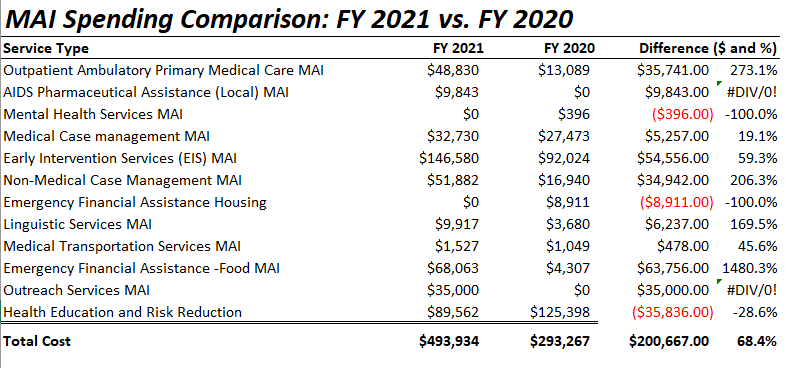 MAI Spending Comparison: FY 2021 vs. FY 2020
Service Type FY 2021 FY 2020 Difference ($ and %)
Outpatient Ambulatory Primary Medical Care MAI $48,830 $13,089 $35,741.00 273.1%
AIDS Pharmaceutical Assistance (Local) MAI $9,843 $0 $9,843.00 #DIV/0!
Mental Health Services MAI $0 $396 ($396.00) -100.0%
Medical Case management MAI $32,730 $27,473 $5,257.00 19.1%
Early Intervention Services (EIS) MAI $146,580 $92,024 $54,556.00 59.3%
Non-Medical Case Management MAI $51,882 $16,940 $34,942.00 206.3%
Emergency Financial Assistance Housing $0 $8,911 ($8,911.00) -100.0%
Linguistic Services MAI $9,917 $3,680 $6,237.00 169.5%
Medical Transportation Services MAI $1,527 $1,049 $478.00 45.6%
Emergency Financial Assistance -Food MAI $68,063 $4,307 $63,756.00 1480.3%
Outreach Services MAI $35,000 $0 $35,000.00 #DIV/0!
Health Education and Risk Reduction $89,562 $125,398 ($35,836.00) -28.6%
Total Cost $493,934 $293,267 $200,667.00 68.4%